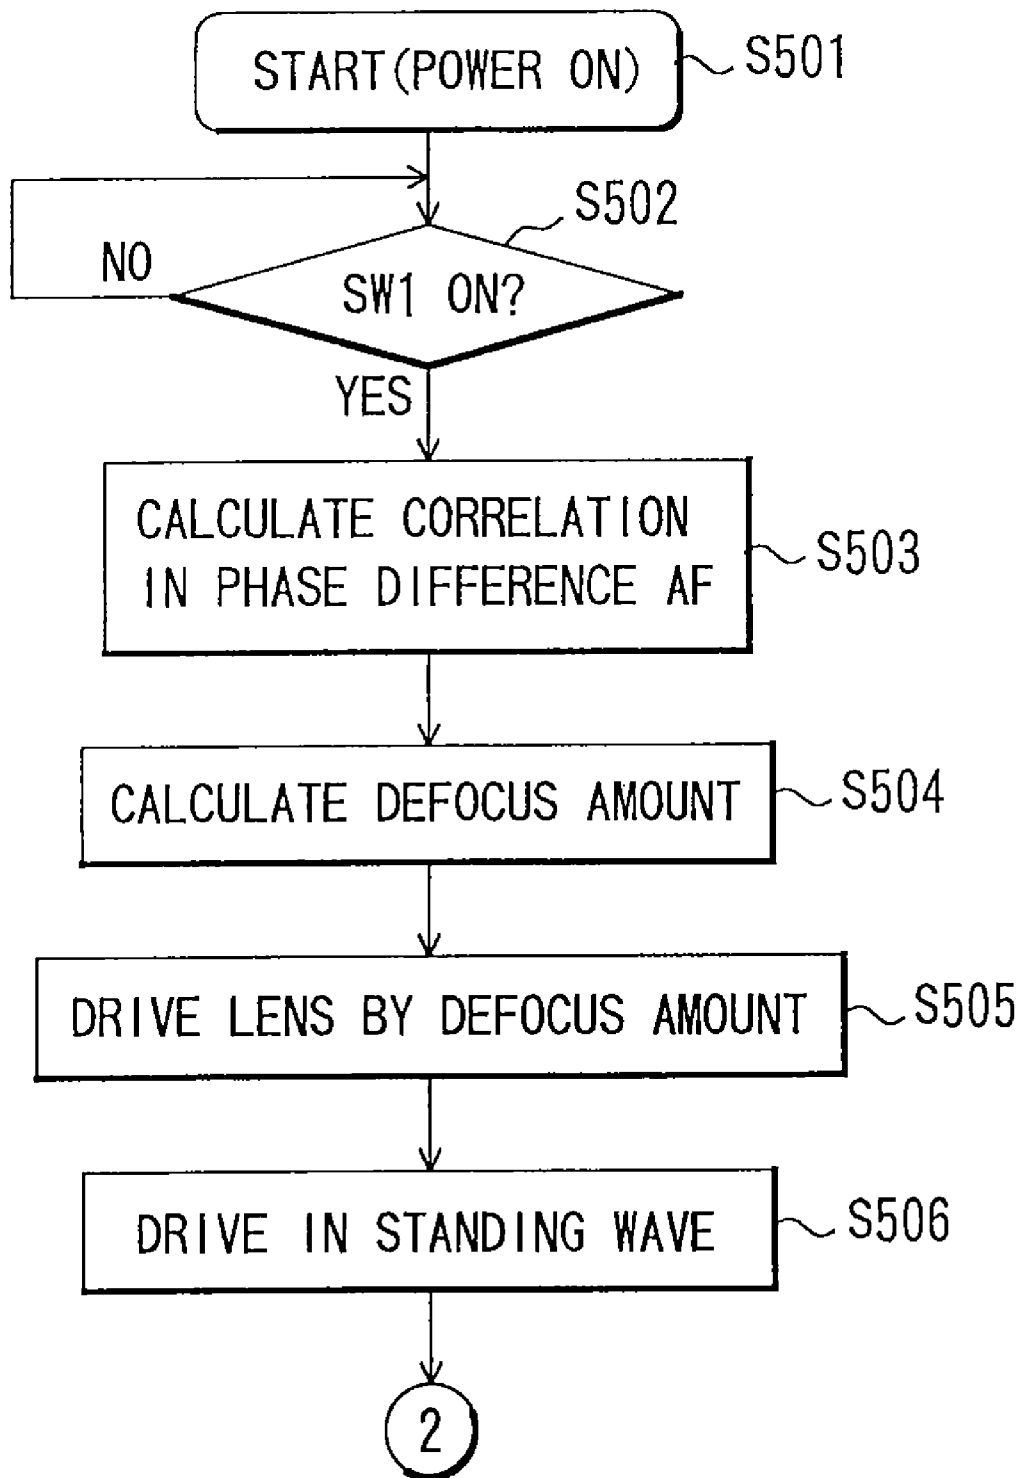 START(POWER ON)
S501
S502
NO
SW1 ON?
YES
CALCULATE CORRELATION
IN PHASE DIFFERENCE AF
S503
CALCULATE DEFOCUS AMOUNT
S504
DRIVE LENS BY DEFOCUS AMOUNT
S505
DRIVE IN STANDING WAVE
S506
2